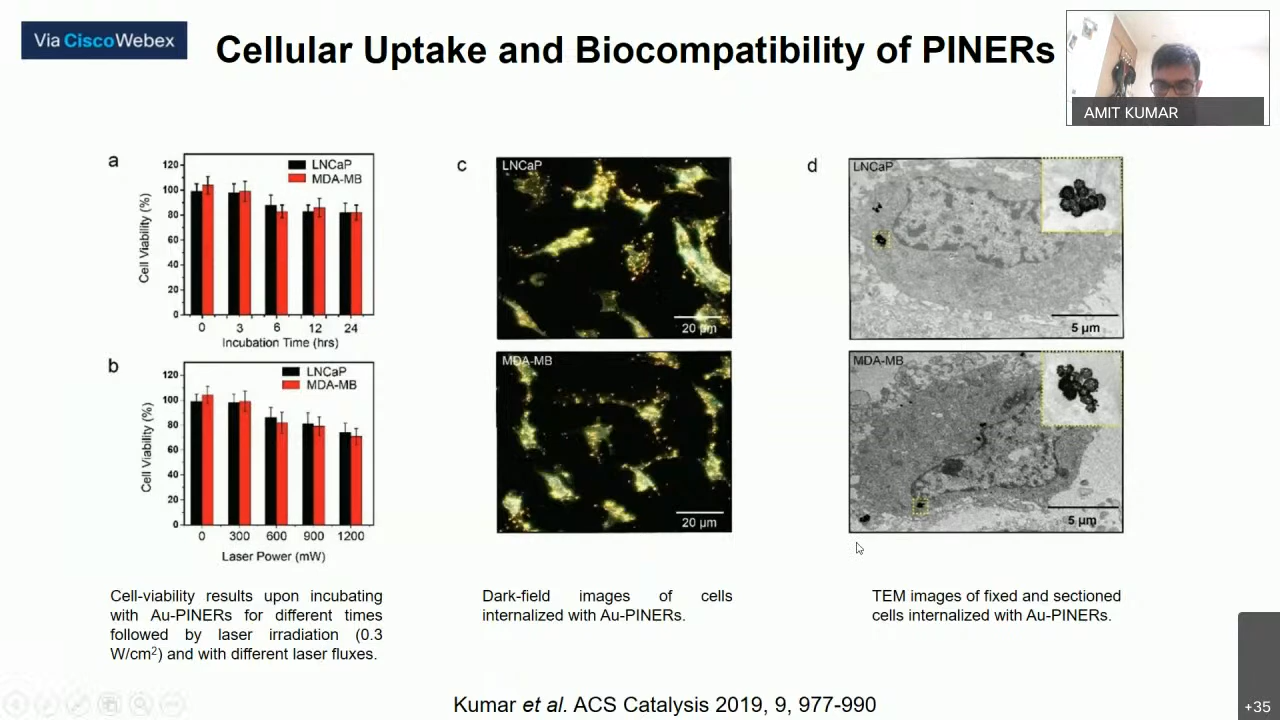 Via Cisco Webex
Cellular Uptake and Biocompatibility of PINERs
AMIT KUMAR
a
120
100
80
60
40
20
0
Cell Viability (%)
LNCaP
MDA-MB
0 3 6 12 24
Incubation Time (hrs)
b
120
100
80
60
40
20
0
Cell Viability (%)
LNCaP
MDA-MB
0 300 600 900 1200
Laser Power (mW)
Cell-viability results upon incubating
with Au-PINERs for different times
followed by laser irradiation (0.3
W/cm²) and with different laser fluxes.
c
LNCaP
20 µm
MDA-MB
20 µm
Dark-field images of cells
internalized with Au-PINERs.
d
LNCaP
5 µm
MDA-MB
5 µm
TEM images of fixed and sectioned
cells internalized with Au-PINERs.
Kumar et al. ACS Catalysis 2019, 9, 977-990
+35